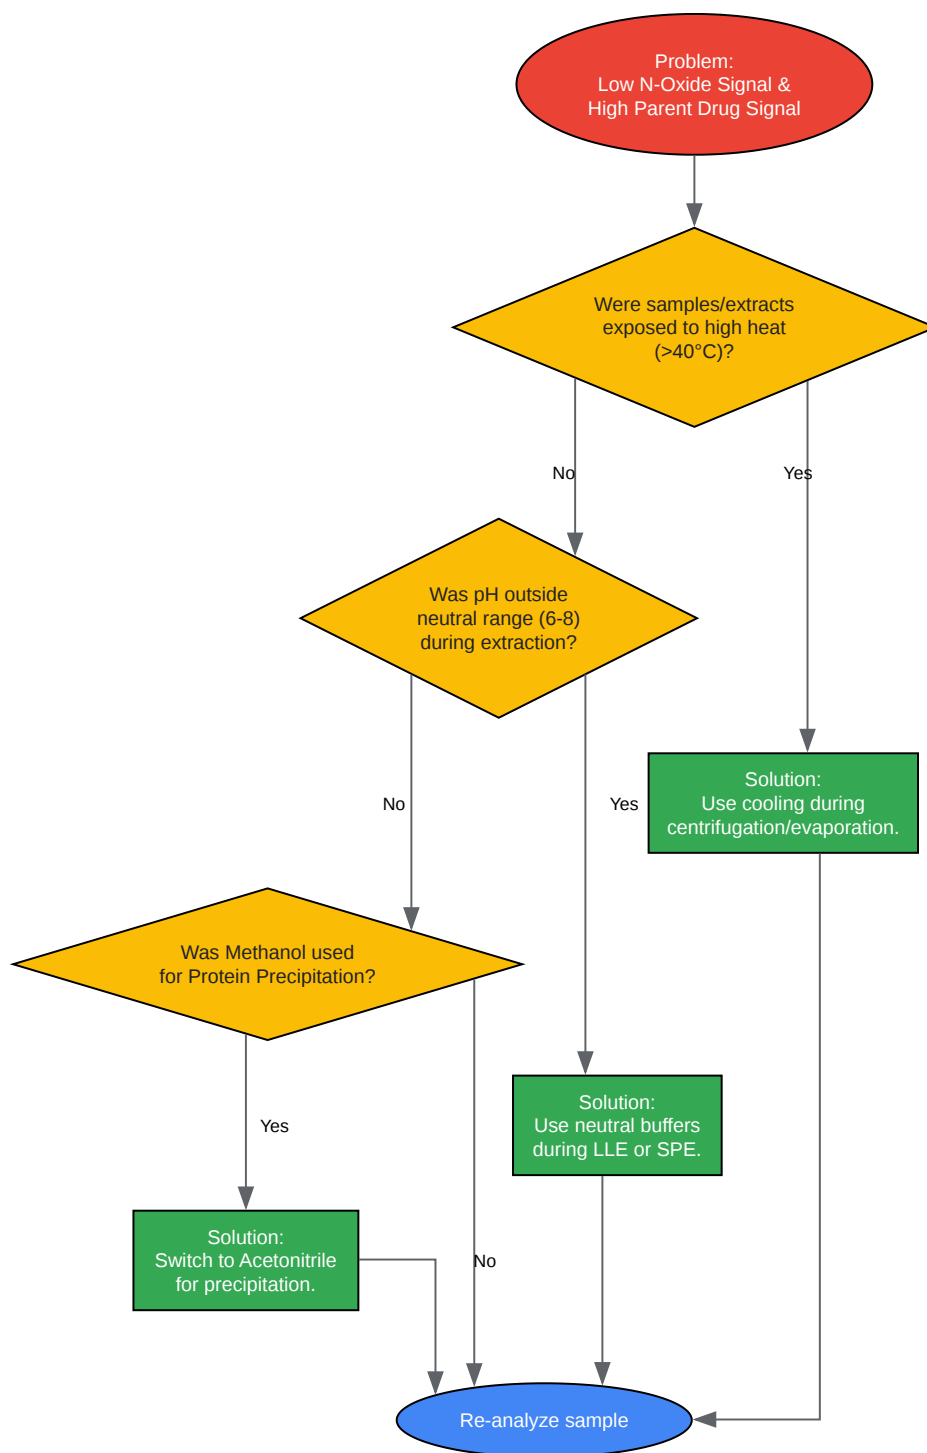 Problem:
Low N-Oxide Signal &
High Parent Drug Signal
Were samples/extracts
exposed to high heat
(>40°C)?
No
Yes
Was pH outside
neutral range (6-8)
during extraction?
Solution:
Use cooling during
centrifugation/evaporation.
No
Yes
Was Methanol used
for Protein Precipitation?
Solution:
Use neutral buffers
during LLE or SPE.
Yes
Solution:
Switch to Acetonitrile
for precipitation.
No
Re-analyze sample